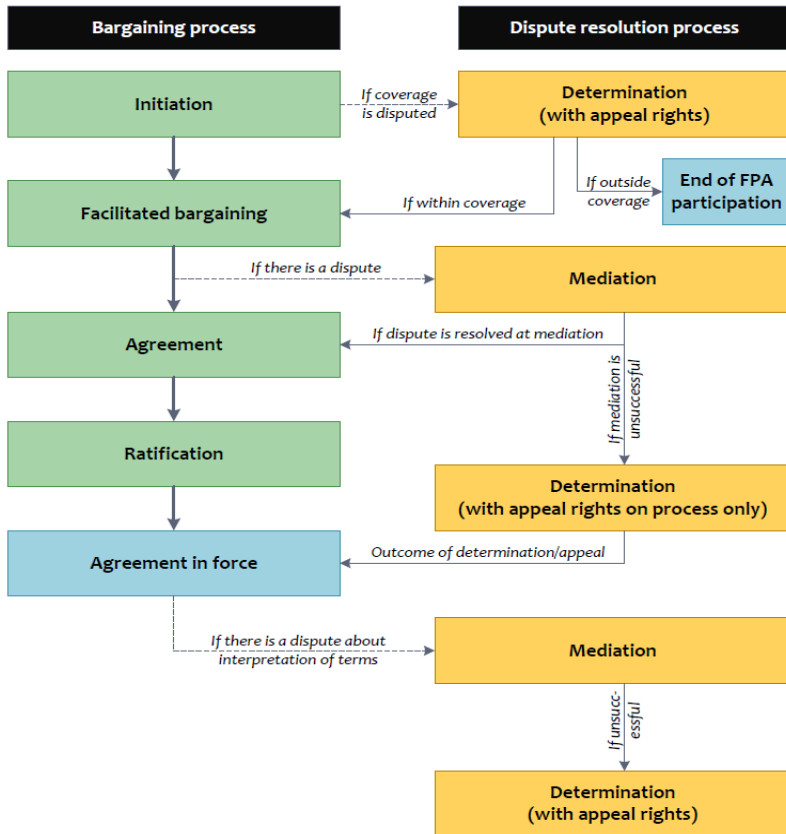 Bargaining process
Dispute resolution process
Initiation
If coverage
is disputed
Determination
(with appeal rights)
If outside
coverage
End of FPA
participation
Facilitated bargaining
If within coverage
If there is a dispute
Mediation
Agreement
If dispute is resolved at mediation
If mediation is
unsuccessful
Ratification
Determination
(with appeal rights on process only)
Agreement in force
Outcome of determination/appeal
If there is a dispute about
interpretation of terms
Mediation
If unsucc-
essful
Determination
(with appeal rights)